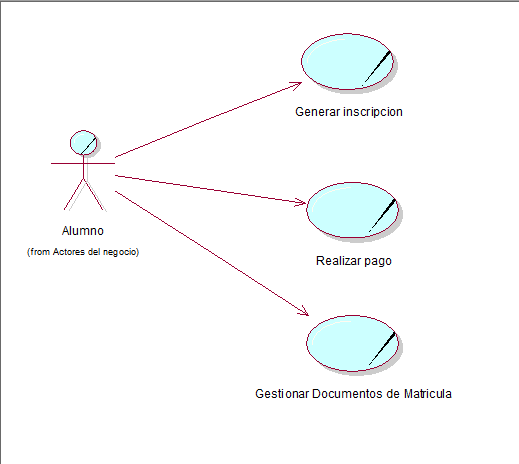 Generar inscripcion
Alumno
(from Actores del negocio)
Realizar pago
Gestionar Documentos de Matricula